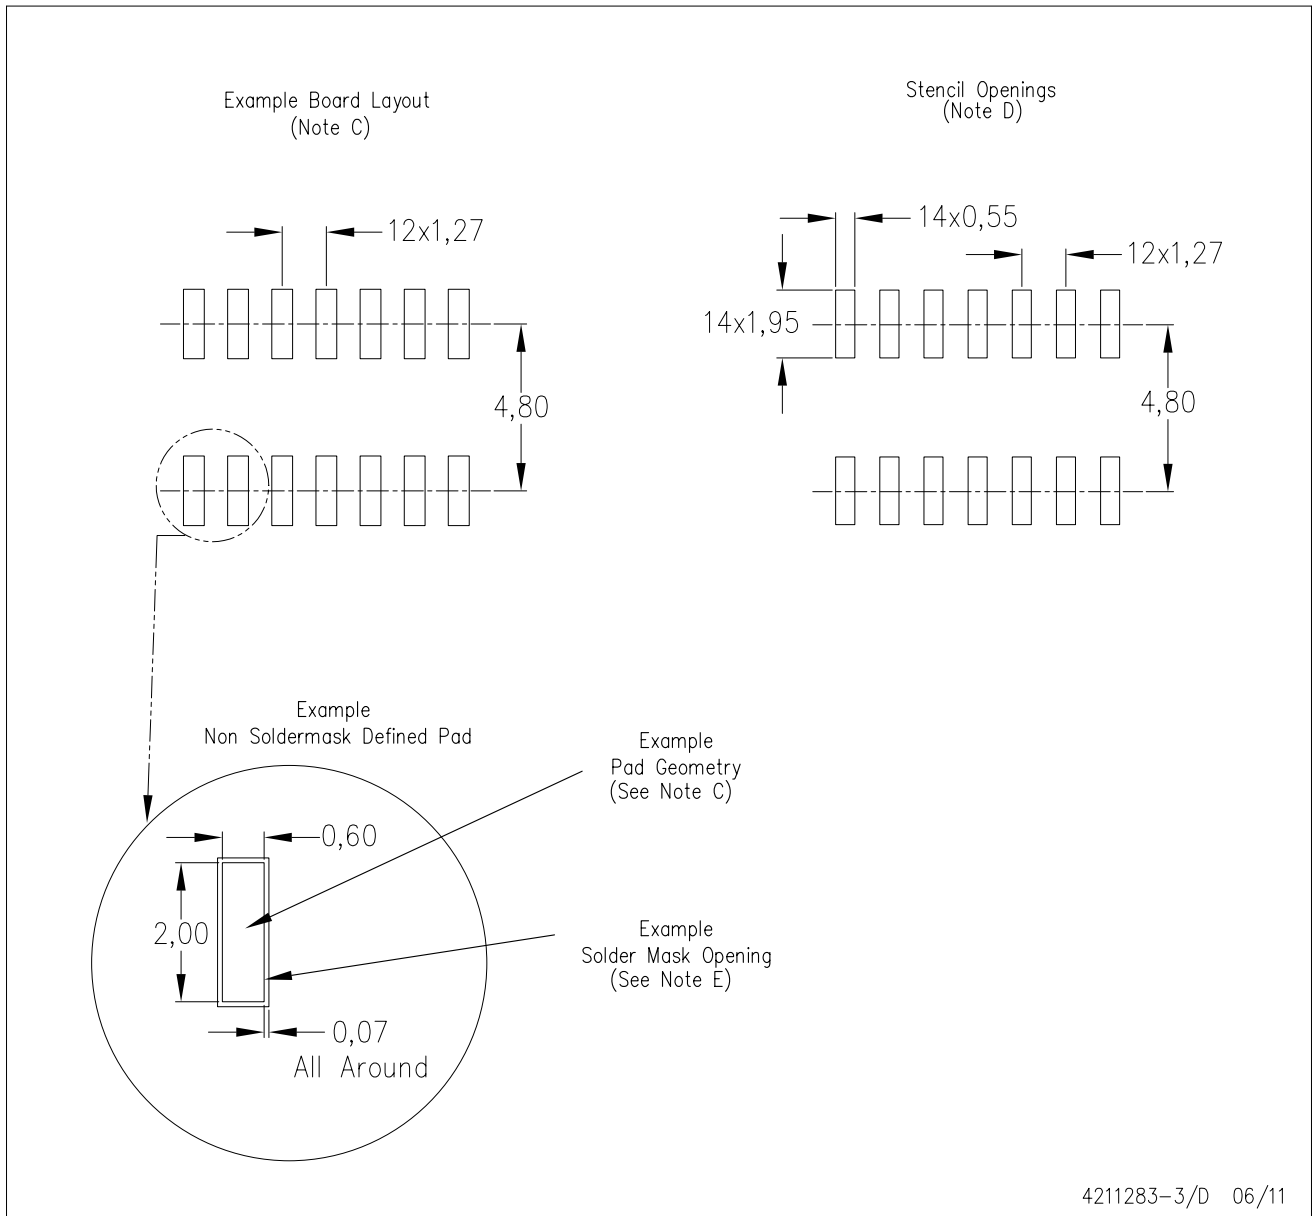 Example Board Layout
(Note C)
Stencil Openings
(Note D)
12x1,27
14x0,55
12x1,27
14x1,95
4,80
4,80
Example
Non Soldermask Defined Pad
Example
Pad Geometry
(See Note C)
0,60
2,00
Example
Solder Mask Opening
(See Note E)
0,07
All Around
4211283-3/D 06/11